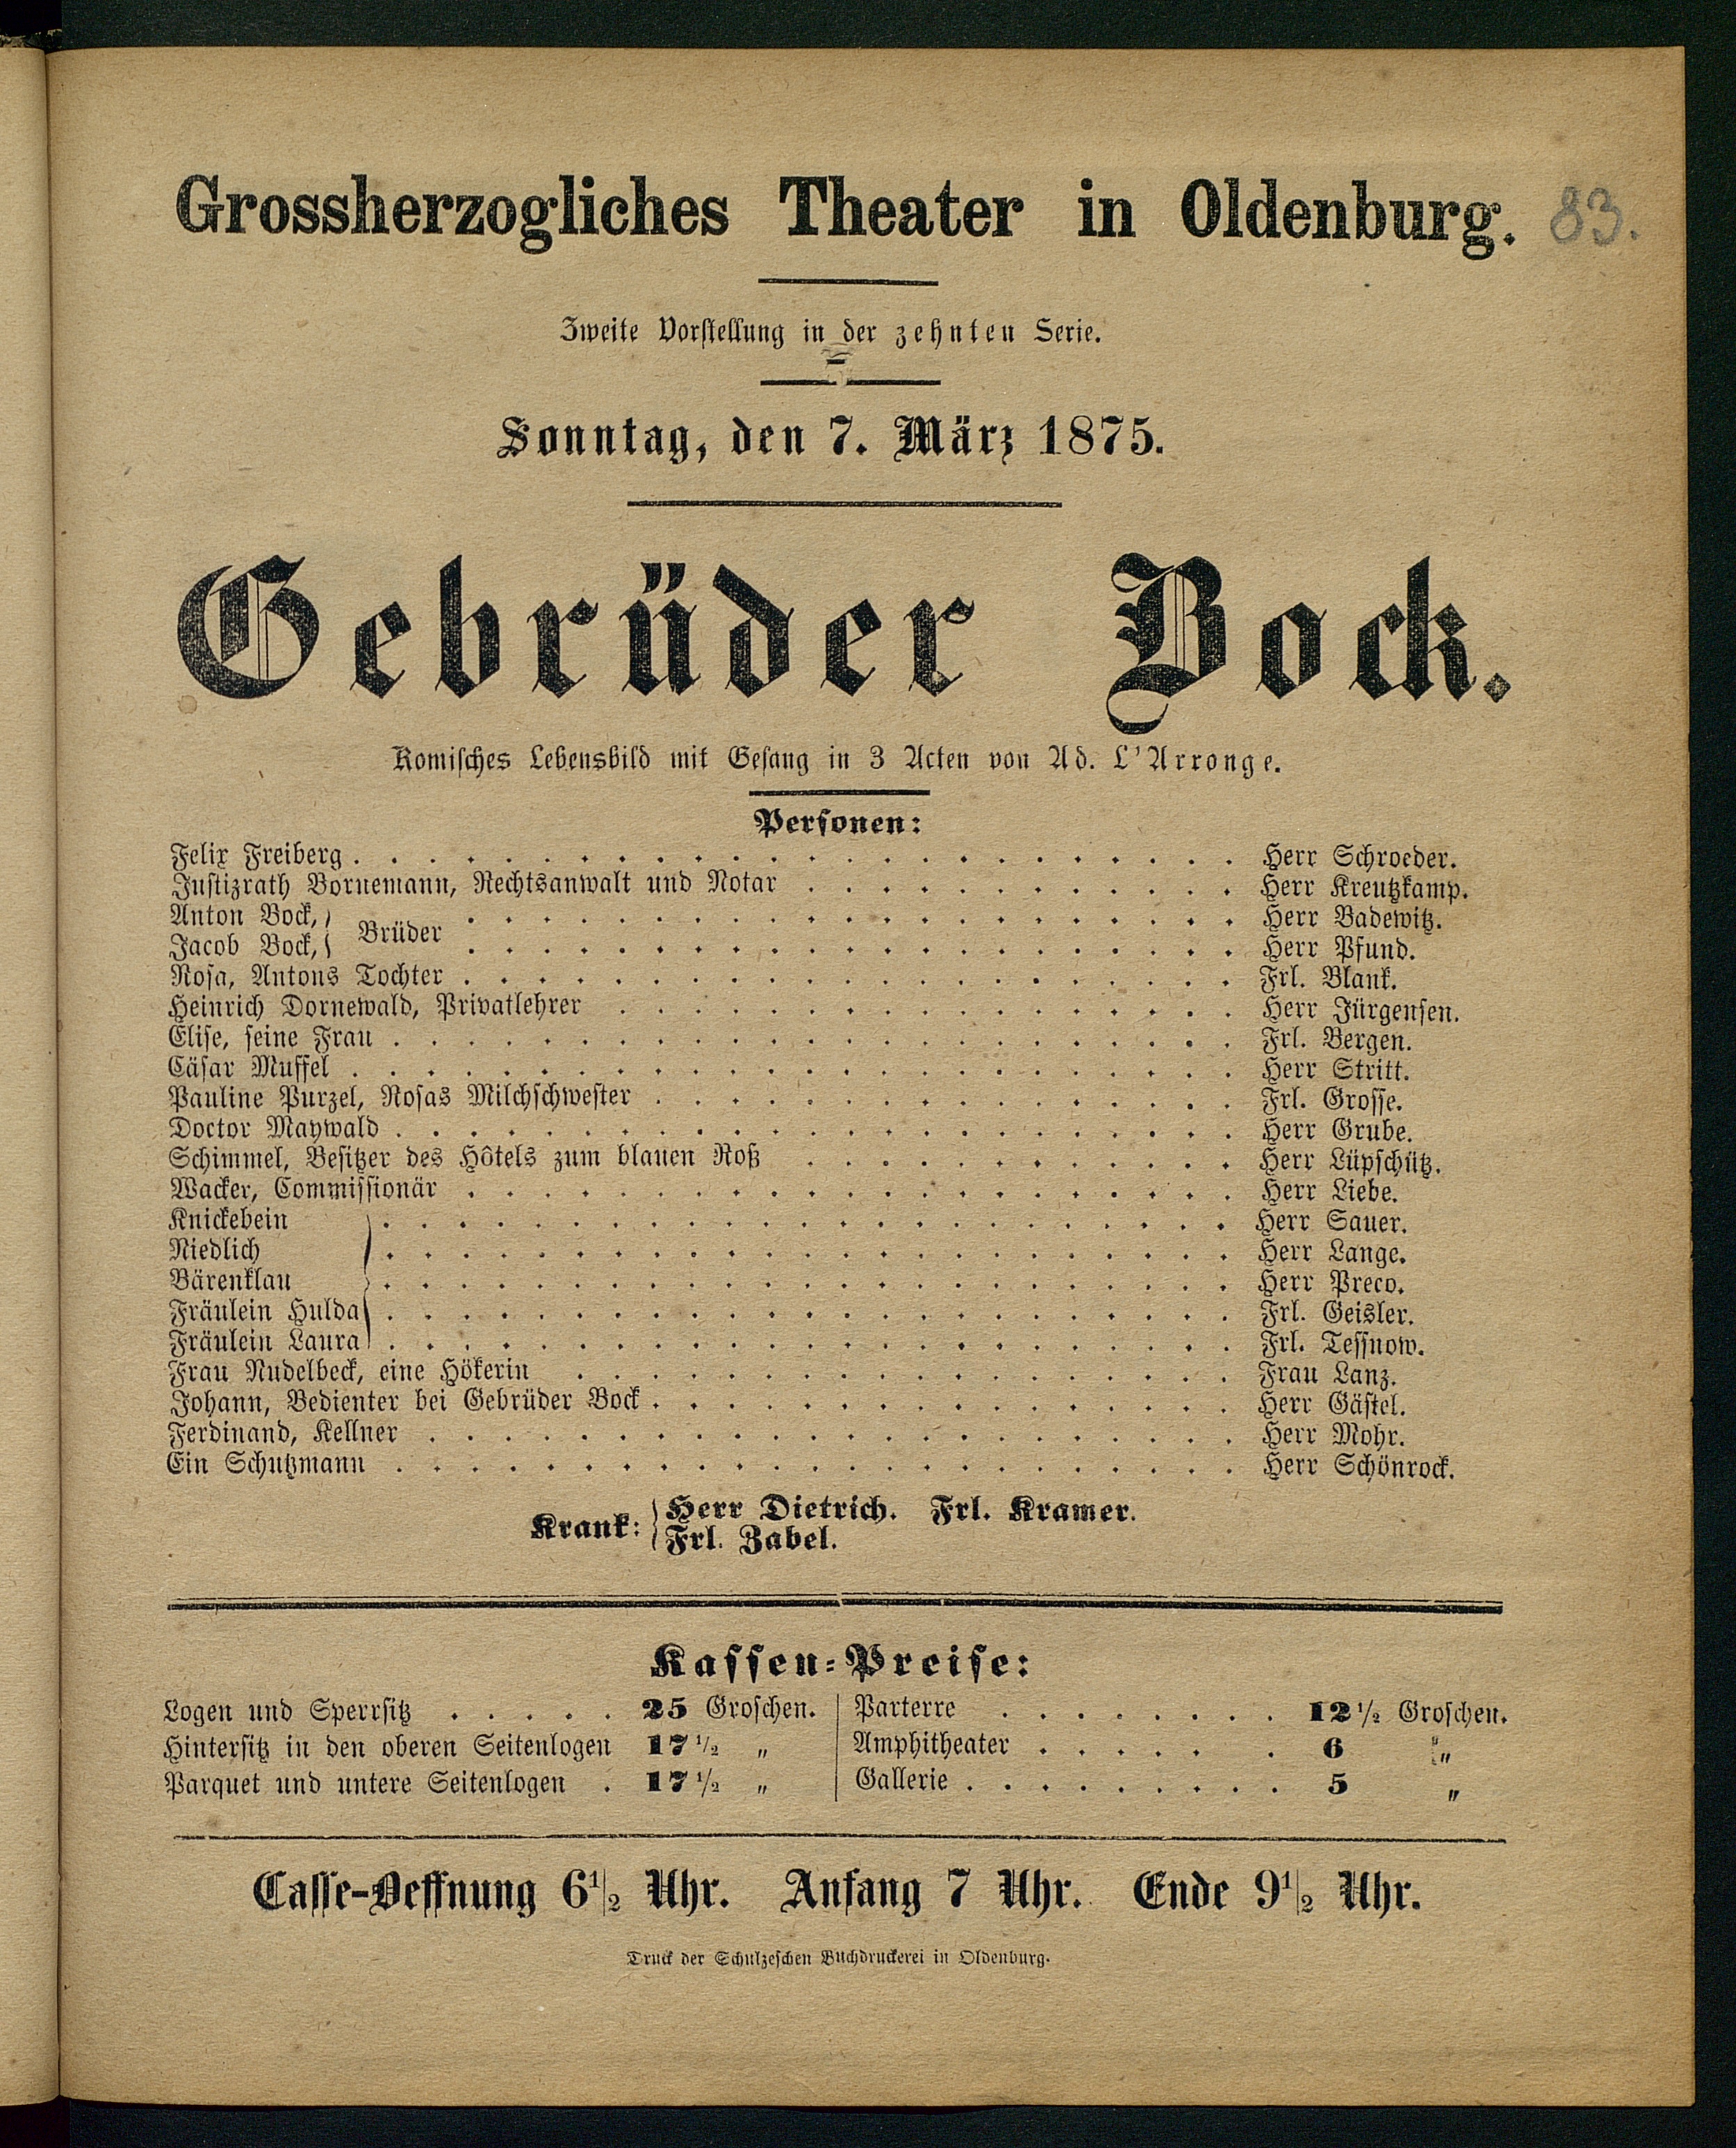 Grossherzogliches Theater in Oldenburg. 83.
Zweite Vorstellung in der zehnten Serie.
Sonntag, den 7. März 1875.
Gebrüder Bock.
Komisches Lebensbild mit Gesang in 3 Acten von Ad. L'Arronge.
Personen:
Felix Freiberg . . . . . Herr Schroeder.
Justizrath Bornemann, Rechtsanwalt und Notar . . . . . Herr Kreutzkamp.
Anton Bock, } Brüder . . . . . Herr Badewitz.
Jacob Bock, } . . . . . Herr Pfund.
Rosa, Antons Tochter . . . . . Frl. Blank.
Heinrich Dornewald, Privatlehrer . . . . . Herr Jürgensen.
Elise, seine Frau . . . . . Frl. Bergen.
Cäsar Muffel . . . . . Herr Stritt.
Pauline Purzel, Rosas Milchschwester . . . . . Frl. Grosse.
Doctor Maywald . . . . . Herr Grube.
Schimmel, Besitzer des Hôtels zum blauen Roß . . . . . Herr Lüpschütz.
Wacker, Commissionär . . . . . Herr Liebe.
Knickebein . . . . . Herr Sauer.
Niedlich . . . . . Herr Lange.
Bärenklau . . . . . Herr Preco.
Fräulein Hulda . . . . . Frl. Geisler.
Fräulein Laura . . . . . Frl. Tessnow.
Frau Nudelbeck, eine Hökerin . . . . . Frau Lanz.
Johann, Bedienter bei Gebrüder Bock . . . . . Herr Gästel.
Ferdinand, Kellner . . . . . Herr Mohr.
Ein Schutzmann . . . . . Herr Schönrock.
Krank: { Herr Dietrich. Frl. Kramer.
Frl. Zabel.
Kassen-Preise:
Logen und Sperrsitz . . . . . 25 Groschen. | Parterre . . . . . 12½ Groschen.
Hintersitz in den oberen Seitenlogen 17½ " | Amphitheater . . . . . 6 "
Parquet und untere Seitenlogen . 17½ " | Gallerie . . . . . 5 "
Casse-Oeffnung 6½ Uhr. Anfang 7 Uhr. Ende 9½ Uhr.
Druck der Schulzeschen Buchdruckerei in Oldenburg.